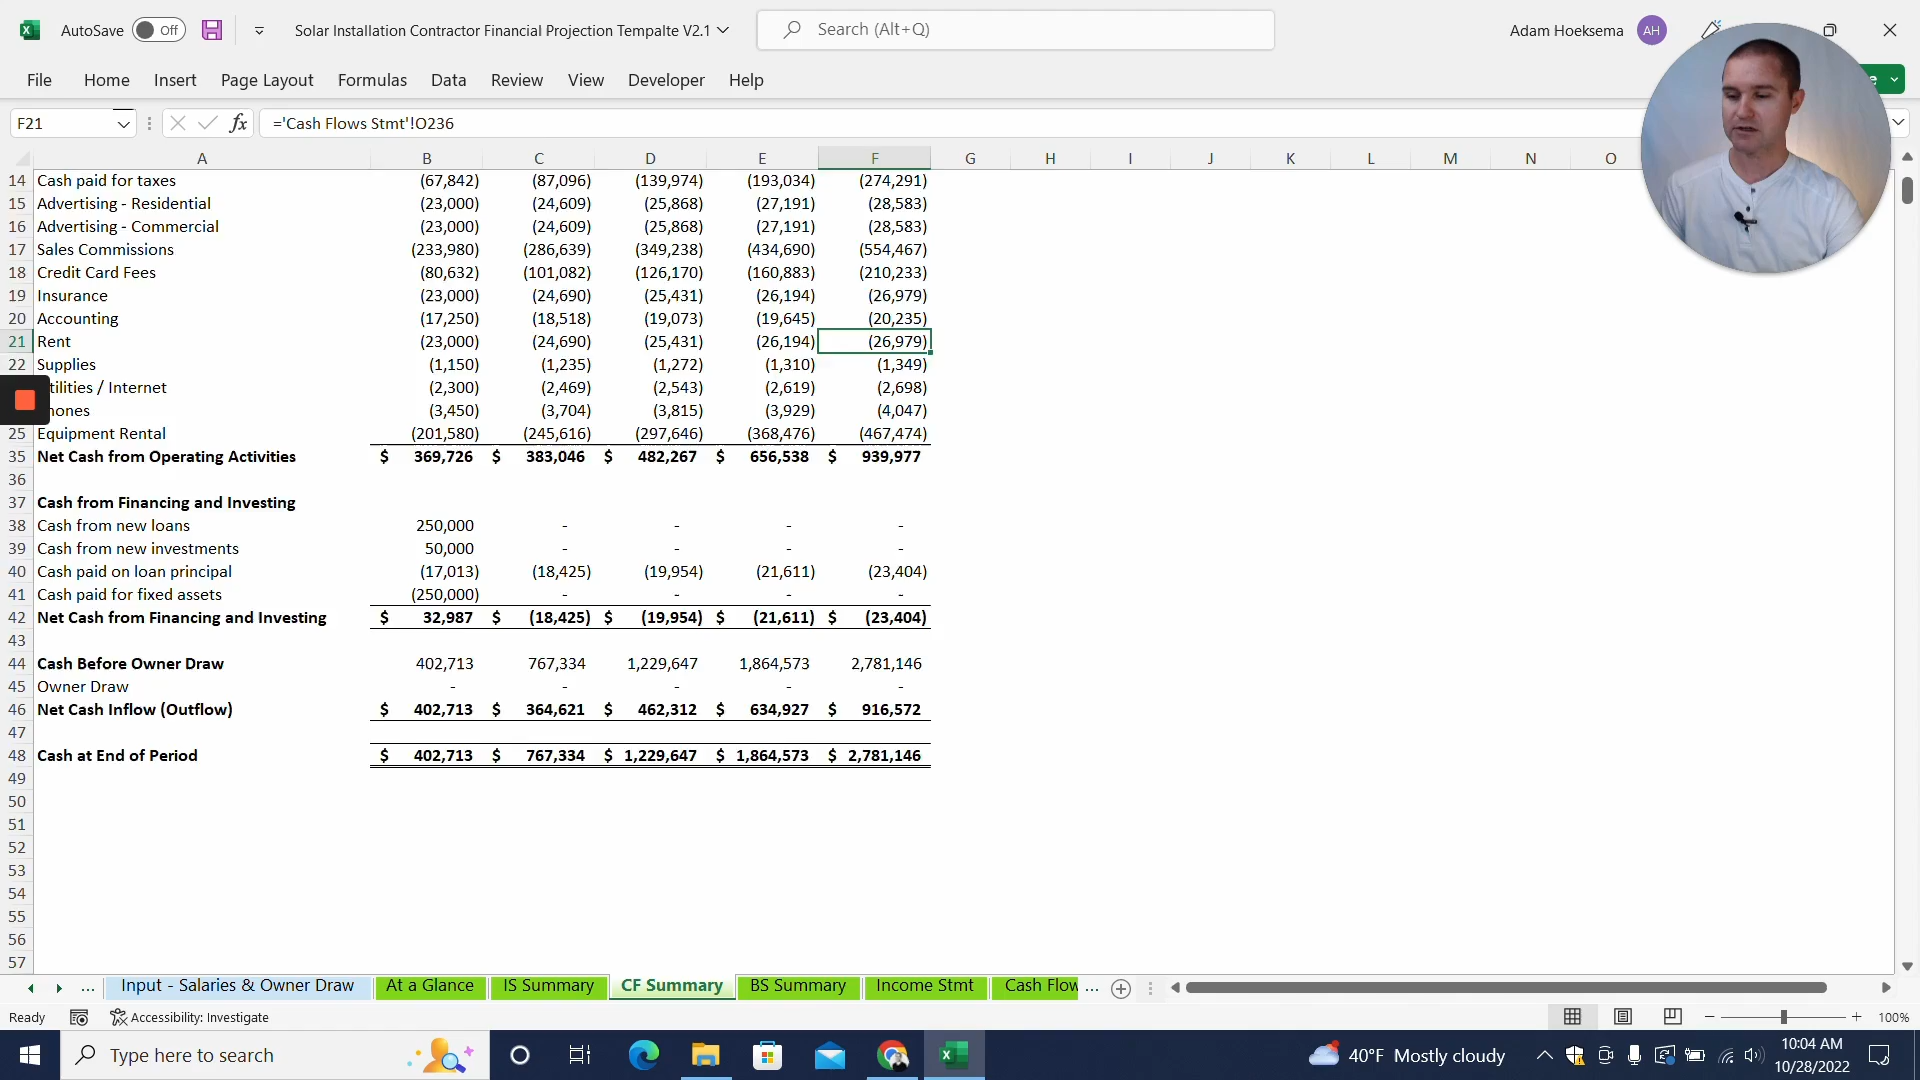 AutoSave Off Solar Installation Contractor Financial Projection Tempalte V2.1 Search (Alt+Q) Adam Hoeksema AH
File Home Insert Page Layout Formulas Data Review View Developer Help
F21 fx ='Cash Flows Stmt'!O236
A B C D E F G H I J K L M N O
14 Cash paid for taxes (67,842) (87,096) (139,974) (193,034) (274,291)
15 Advertising - Residential (23,000) (24,609) (25,868) (27,191) (28,583)
16 Advertising - Commercial (23,000) (24,609) (25,868) (27,191) (28,583)
17 Sales Commissions (233,980) (286,639) (349,238) (434,690) (554,467)
18 Credit Card Fees (80,632) (101,082) (126,170) (160,883) (210,233)
19 Insurance (23,000) (24,690) (25,431) (26,194) (26,979)
20 Accounting (17,250) (18,518) (19,073) (19,645) (20,235)
21 Rent (23,000) (24,690) (25,431) (26,194) (26,979)
22 Supplies (1,150) (1,235) (1,272) (1,310) (1,349)
tilities / Internet (2,300) (2,469) (2,543) (2,619) (2,698)
hones (3,450) (3,704) (3,815) (3,929) (4,047)
25 Equipment Rental (201,580) (245,616) (297,646) (368,476) (467,474)
35 Net Cash from Operating Activities $ 369,726 $ 383,046 $ 482,267 $ 656,538 $ 939,977
36
37 Cash from Financing and Investing
38 Cash from new loans 250,000 - - - -
39 Cash from new investments 50,000 - - - -
40 Cash paid on loan principal (17,013) (18,425) (19,954) (21,611) (23,404)
41 Cash paid for fixed assets (250,000) - - - -
42 Net Cash from Financing and Investing $ 32,987 $ (18,425) $ (19,954) $ (21,611) $ (23,404)
43
44 Cash Before Owner Draw 402,713 767,334 1,229,647 1,864,573 2,781,146
45 Owner Draw - - - - -
46 Net Cash Inflow (Outflow) $ 402,713 $ 364,621 $ 462,312 $ 634,927 $ 916,572
47
48 Cash at End of Period $ 402,713 $ 767,334 $ 1,229,647 $ 1,864,573 $ 2,781,146
49
50
51
52
53
54
55
56
57
... Input - Salaries & Owner Draw At a Glance IS Summary CF Summary BS Summary Income Stmt Cash Flow ...
Ready Accessibility: Investigate 100%
Type here to search 40°F Mostly cloudy 10:04 AM
10/28/2022